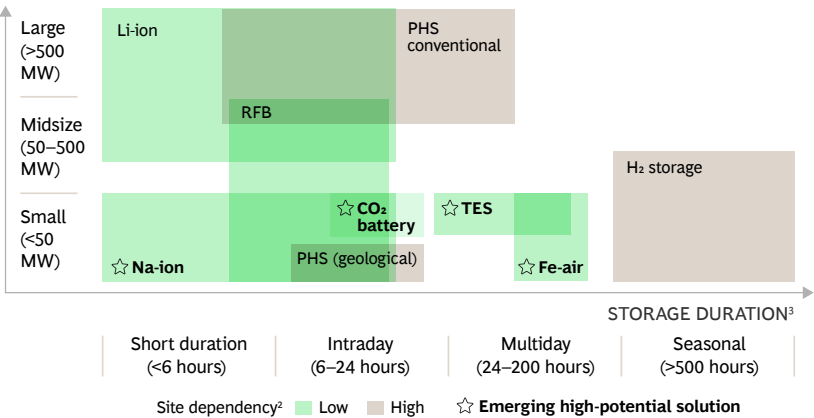 Large
(>500
MW)
Li-ion
PHS
conventional
RFB
Midsize
(50–500
MW)
H₂ storage
Small
(<50
MW)
☆ CO₂
battery
☆ TES
☆ Na-ion
PHS (geological)
☆ Fe-air
STORAGE DURATION³
Short duration
(<6 hours)
Intraday
(6–24 hours)
Multiday
(24–200 hours)
Seasonal
(>500 hours)
Site dependency² Low High ☆ Emerging high-potential solution